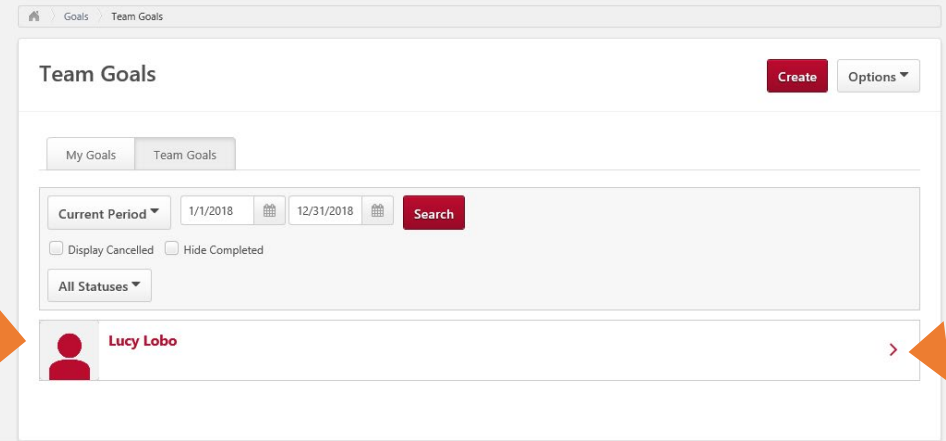 Goals Team Goals
Team Goals
Create Options
My Goals Team Goals
Current Period 1/1/2018 12/31/2018 Search
Display Cancelled Hide Completed
All Statuses
Lucy Lobo